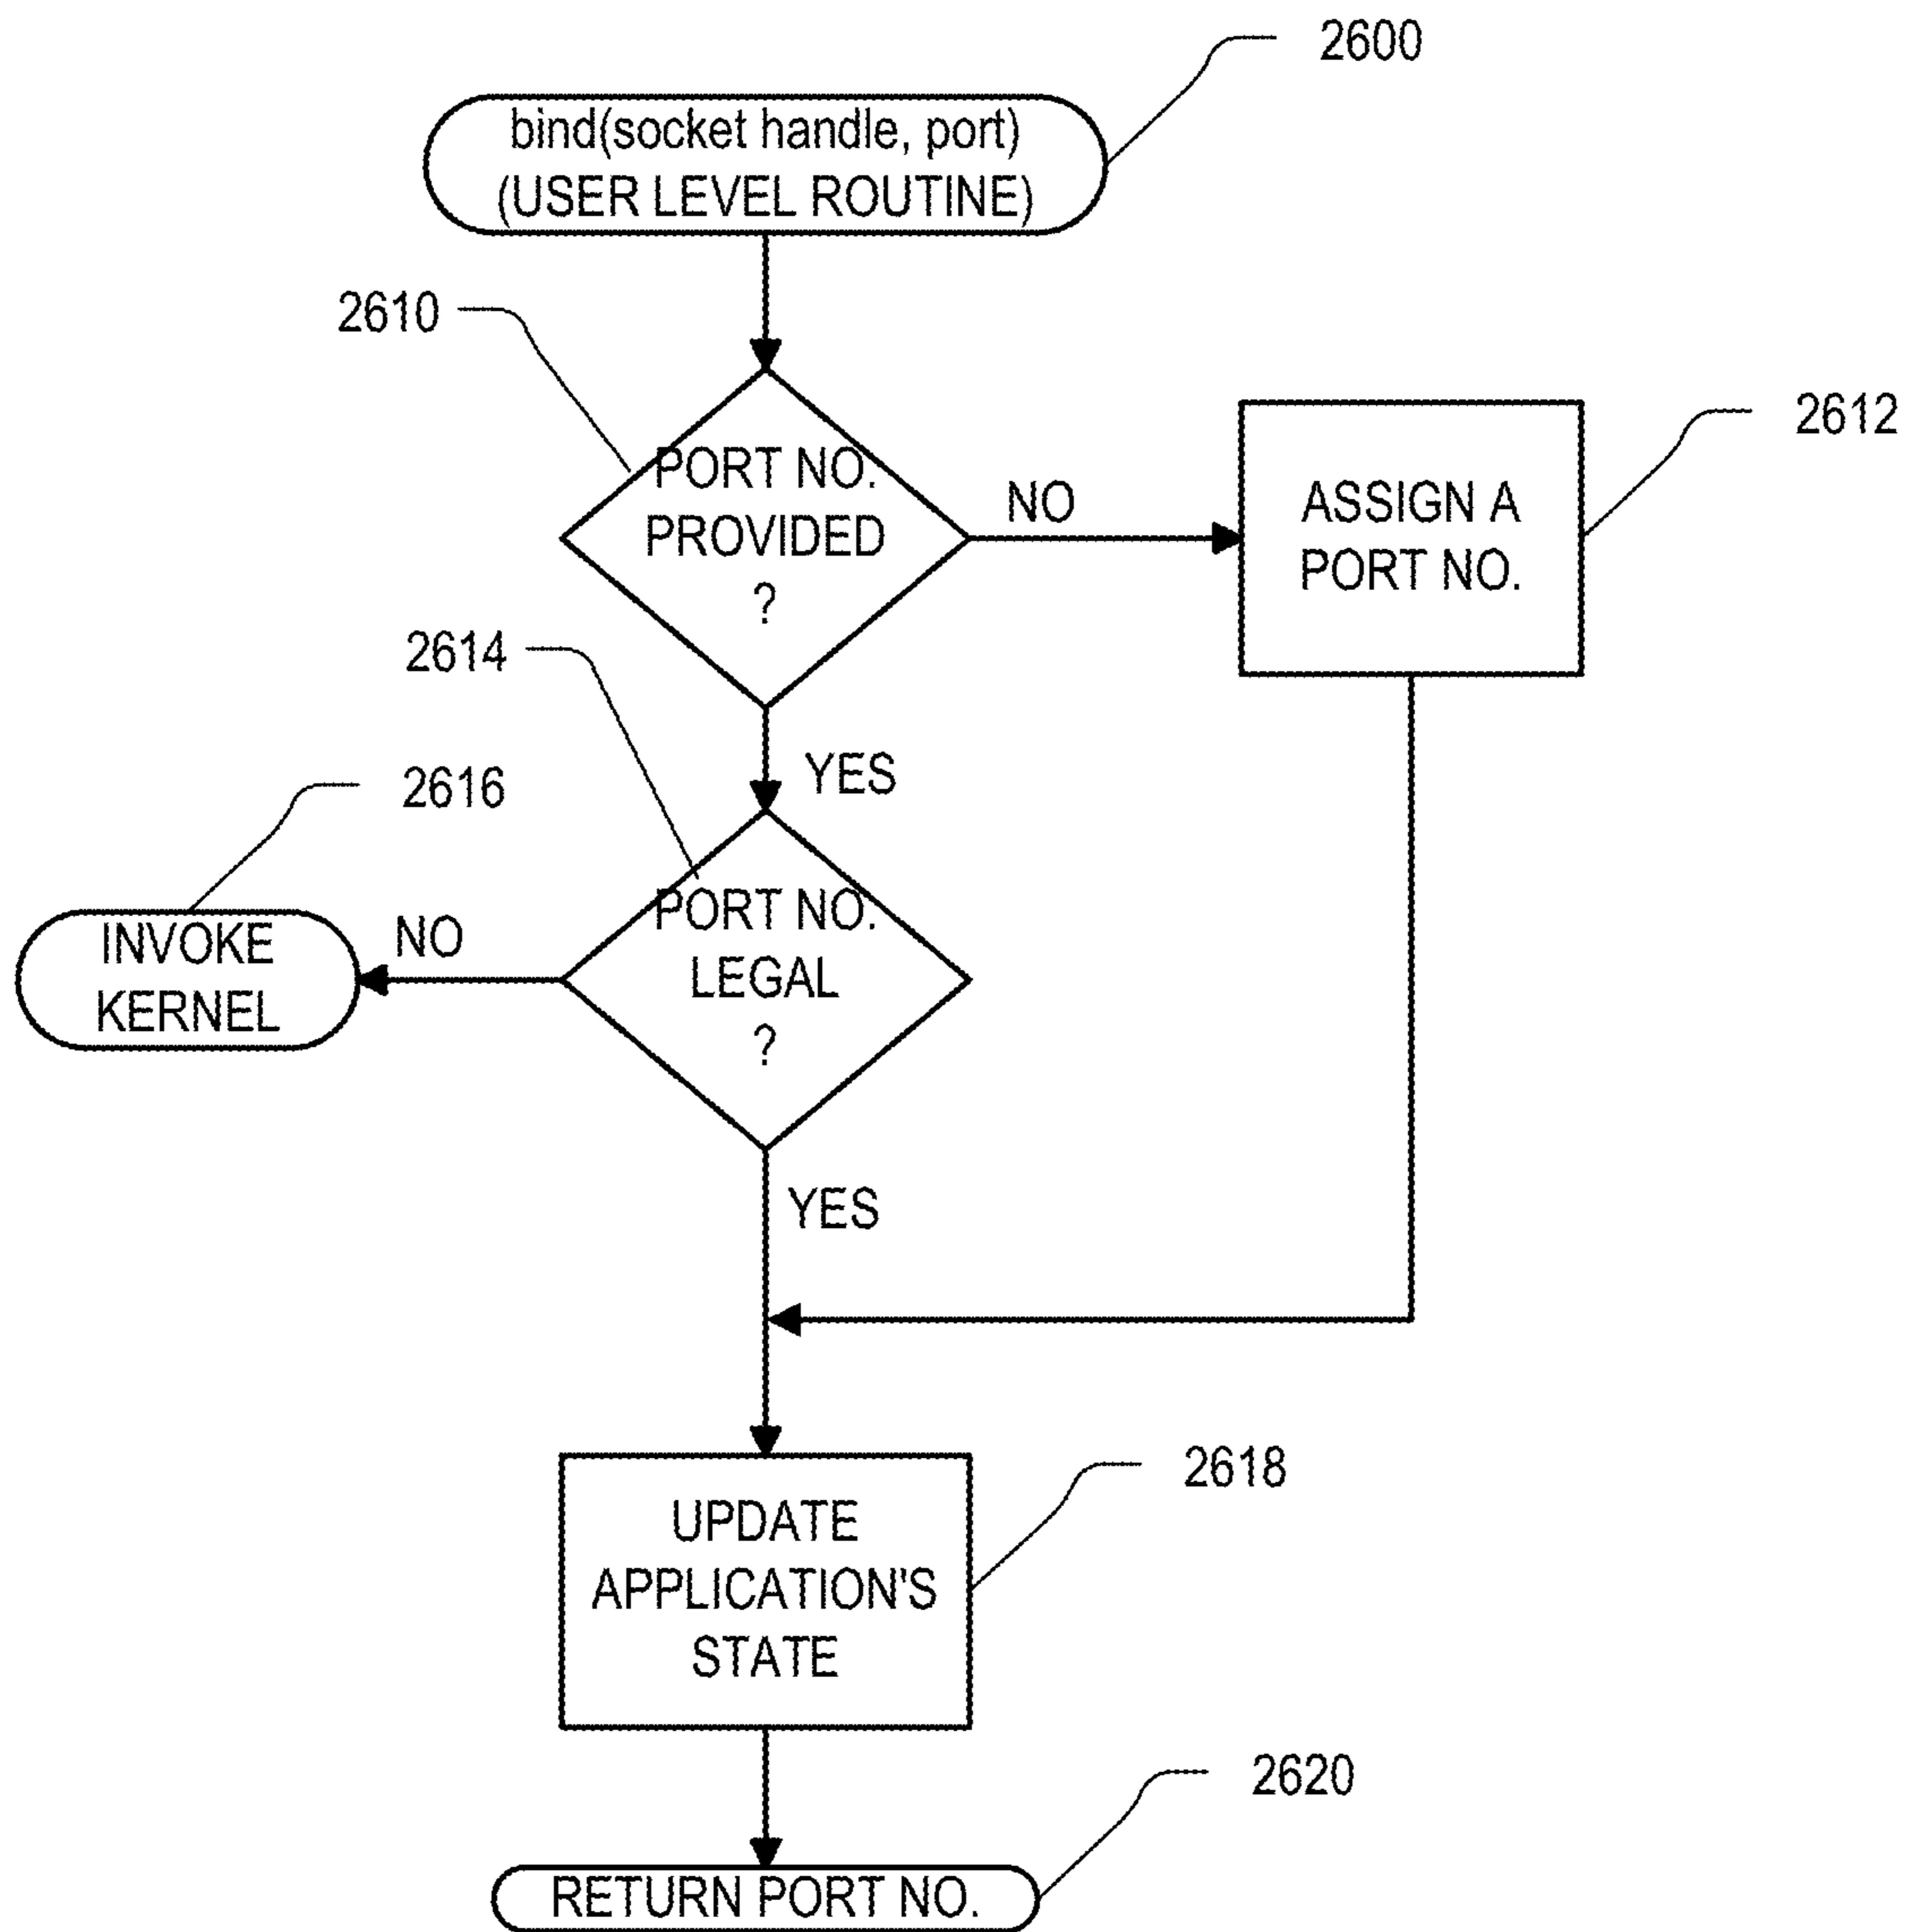 2600
bind(socket handle, port)
(USER LEVEL ROUTINE)
2610
2612
PORT NO.
PROVIDED
?
NO
ASSIGN A
PORT NO.
2614
YES
2616
PORT NO.
LEGAL
?
NO
INVOKE
KERNEL
YES
2618
UPDATE
APPLICATION'S
STATE
2620
RETURN PORT NO.